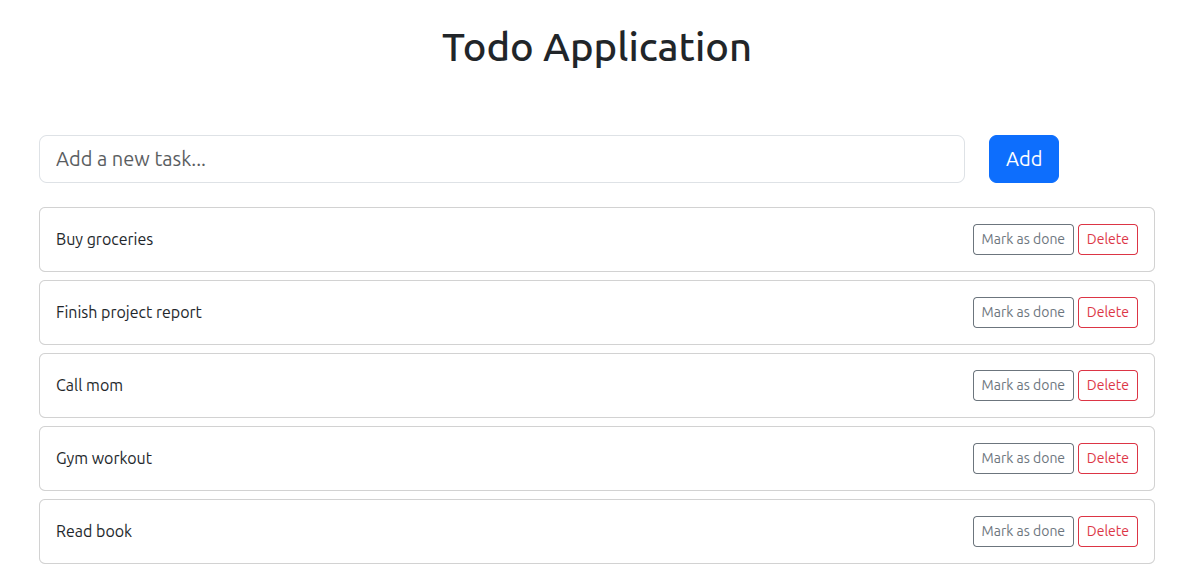 Todo Application
Add a new task...
Add
Buy groceries
Mark as done
Delete
Finish project report
Mark as done
Delete
Call mom
Mark as done
Delete
Gym workout
Mark as done
Delete
Read book
Mark as done
Delete